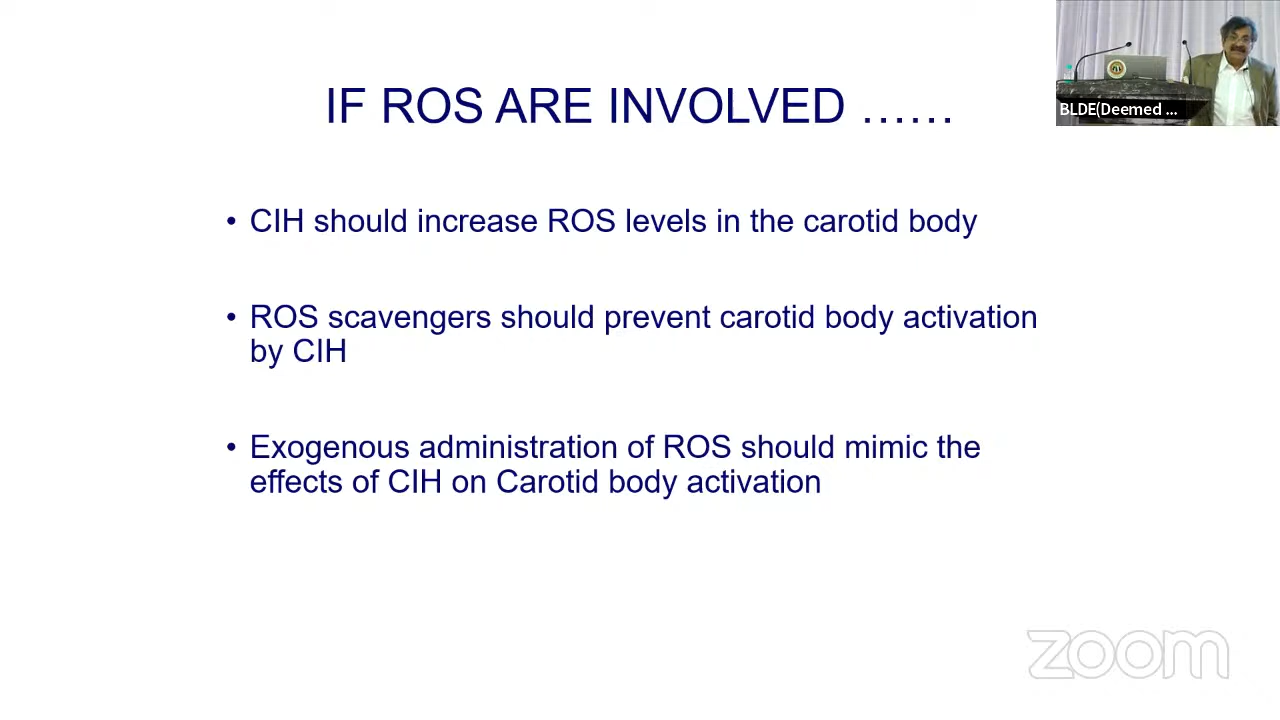 IF ROS ARE INVOLVED ……
BLDE(Deemed ...
• CIH should increase ROS levels in the carotid body
• ROS scavengers should prevent carotid body activation
by CIH
• Exogenous administration of ROS should mimic the
effects of CIH on Carotid body activation
zoom